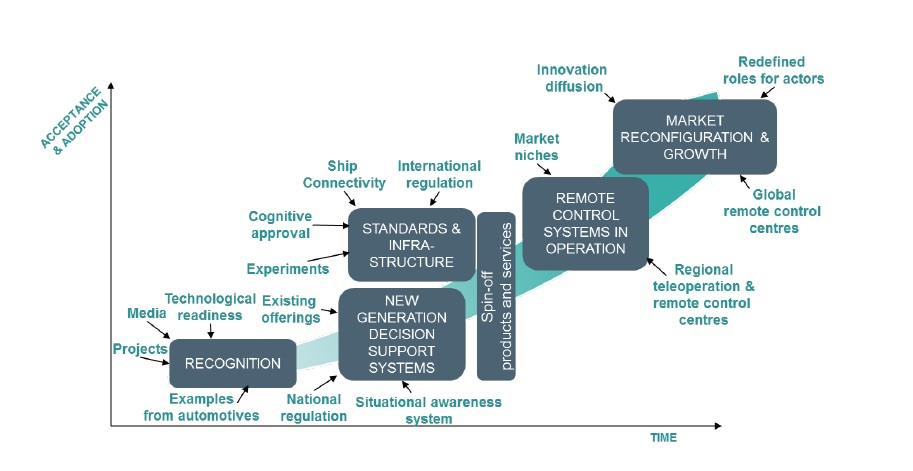 ACCEPTANCE
& ADOPTION
Redefined
roles for actors
Innovation
diffusion
MARKET
RECONFIGURATION &
GROWTH
Market
niches
Global
remote control
centres
REMOTE
CONTROL
SYSTEMS IN
OPERATION
Regional
teleoperation &
remote control
centres
Ship
Connectivity
International
regulation
Cognitive
approval
Experiments
STANDARDS &
INFRA-
STRUCTURE
Spin-off
products and services
Existing
offerings
NEW
GENERATION
DECISION
SUPPORT
SYSTEMS
National
regulation
Situational awareness
system
Technological
readiness
Media
Projects
RECOGNITION
Examples
from automotives
TIME